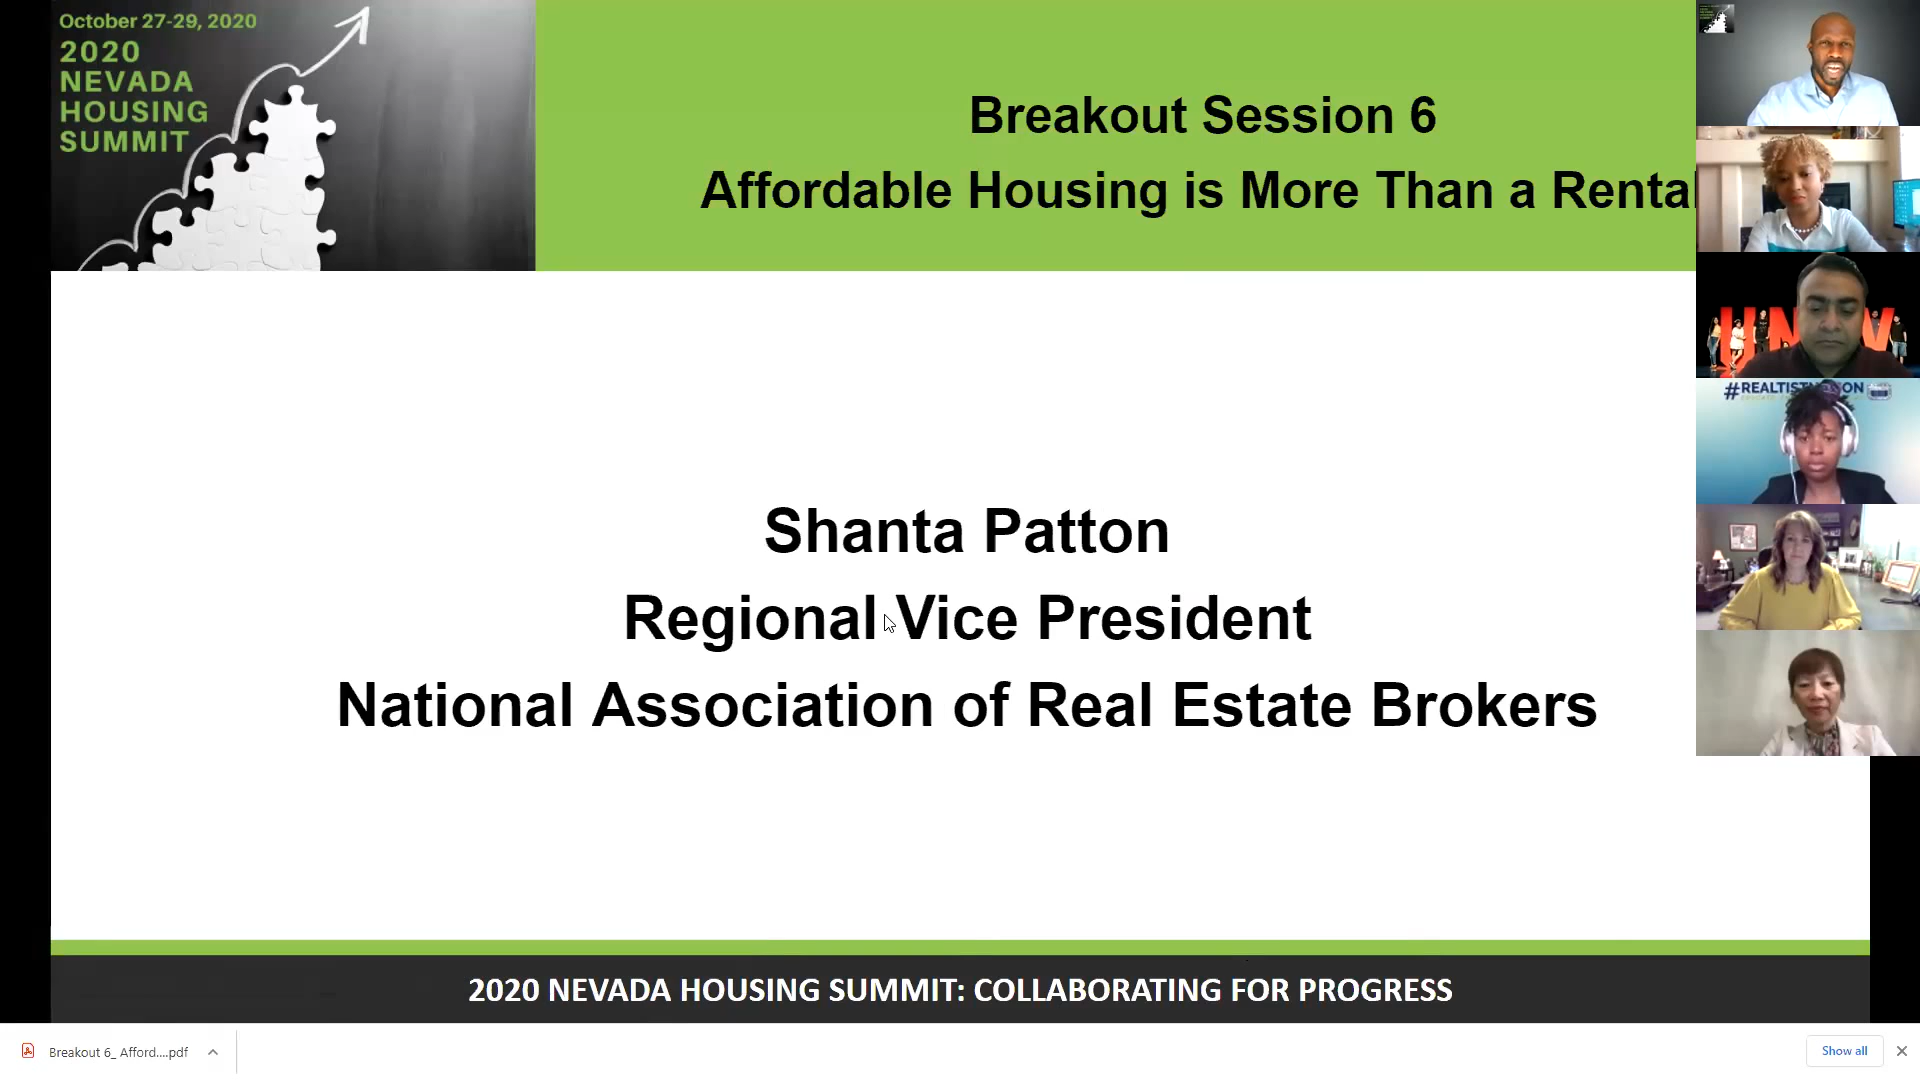 October 27-29, 2020
2020
NEVADA
HOUSING
SUMMIT
Breakout Session 6
Affordable Housing is More Than a Rental
Shanta Patton
Regional Vice President
National Association of Real Estate Brokers
2020 NEVADA HOUSING SUMMIT: COLLABORATING FOR PROGRESS
Breakout 6_ Afford....pdf
Show all